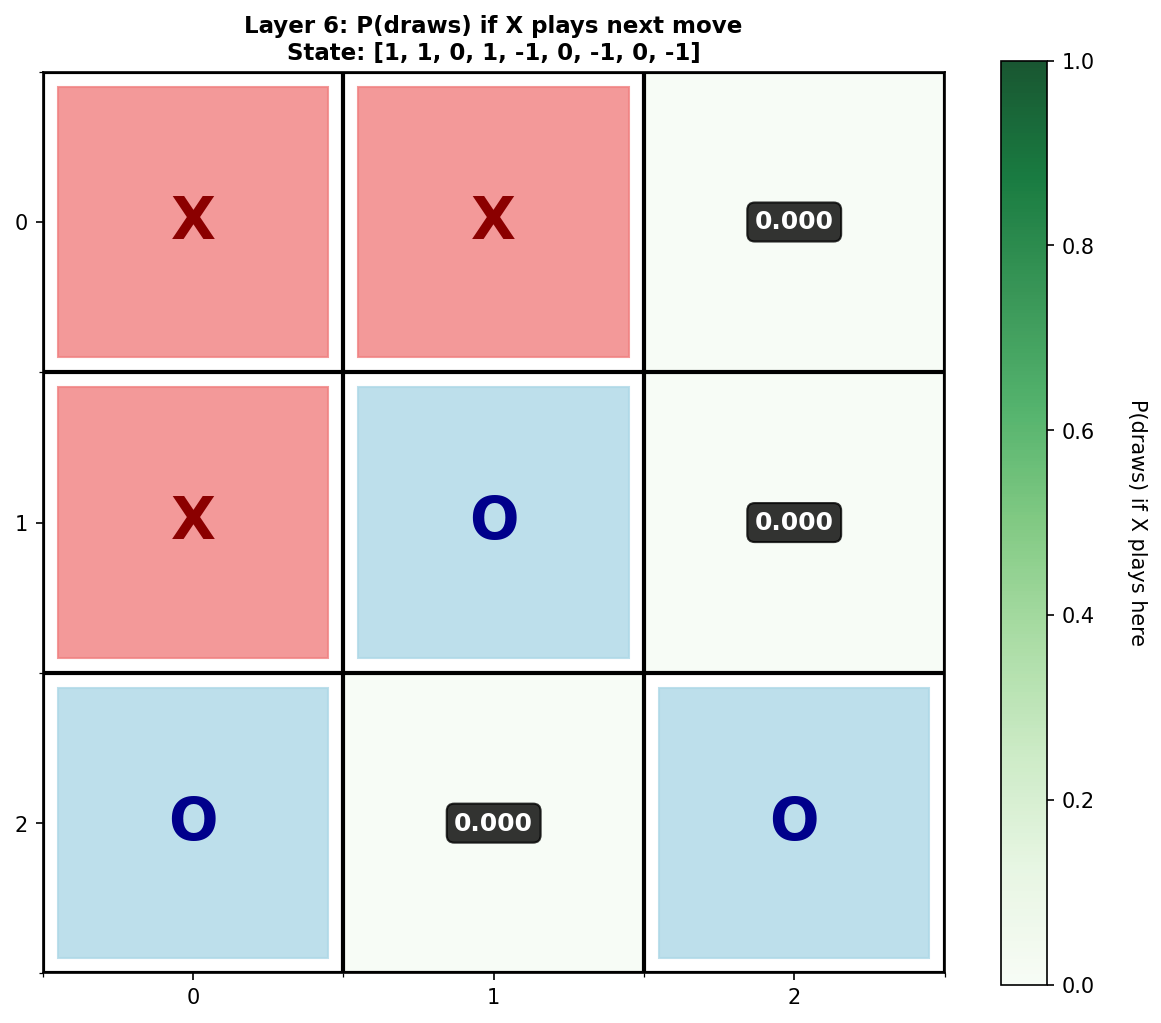 Layer 6: P(draws) if X plays next move
State: [1, 1, 0, 1, -1, 0, -1, 0, -1]
X X 0.000
X O 0.000
O 0.000 O
0
1
2
0 1 2
1.0
0.8
0.6
0.4
0.2
0.0
P(draws) if X plays here